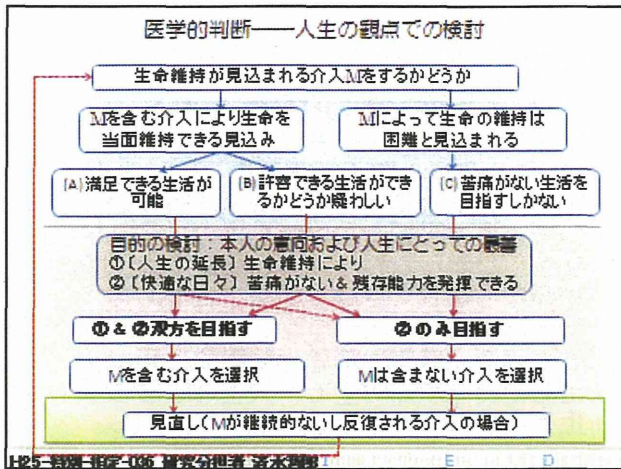 医学的判断――人生の観点での検討
生命維持が見込まれる介入Mをするかどうか
Mを含む介入により生命を
当面維持できる見込み
Mによって生命の維持は
困難と見込まれる
(A)満足できる生活が
可能
(B)許容できる生活ができ
るかどうか疑わしい
(C)苦痛がない生活を
目指すしかない
目的の検討:本人の意向および人生にとっての最善
①〔人生の延長〕生命維持により
②〔快適な日々〕苦痛がない&残存能力を発揮できる
①&②双方を目指す
②のみ目指す
Mを含む介入を選択
Mは含まない介入を選択
見直し(Mが継続的ないし反復される介入の場合)
H25- -036 研究分担者
E
D